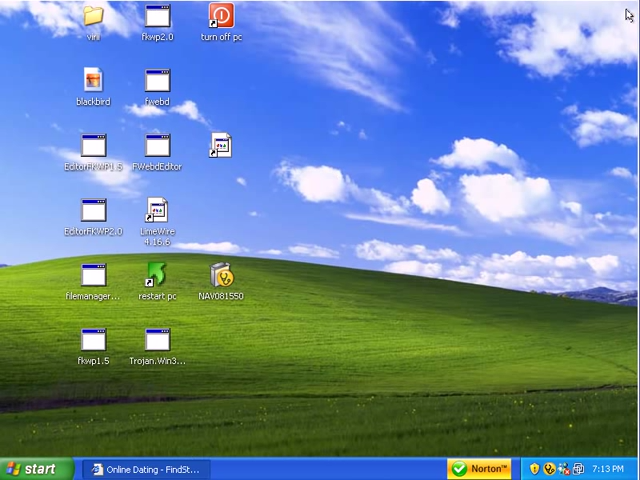 vini
fkwp2.0
turn off pc
blackbird
fwebd
EditorFKWP1.5
FWebdEditor
EditorFKWP2.0
LimeWire
4.16.6
filemanager...
restart pc
NAV081550
fkwp1.5
Trojan.Win3...
start
Online Dating - FindSt...
Norton™
7:13 PM